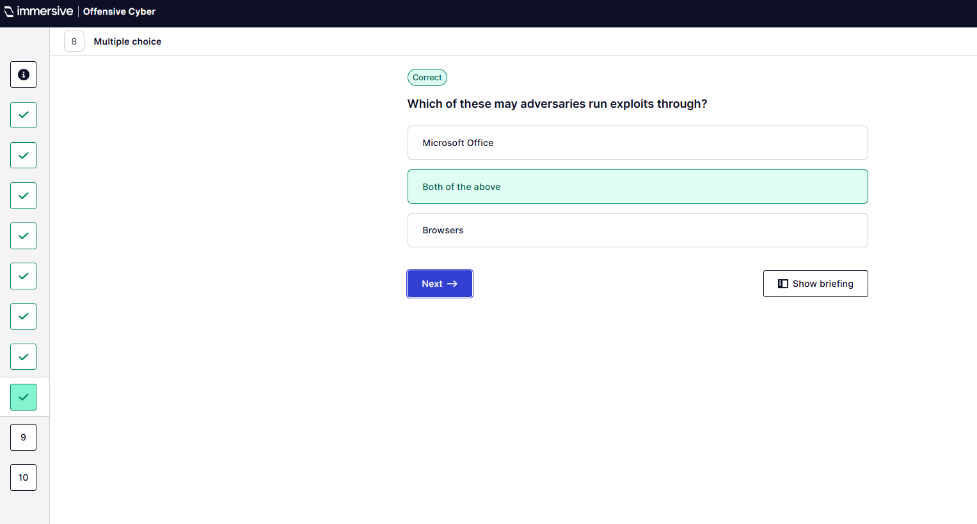 immersive | Offensive Cyber
8 Multiple choice
Correct
Which of these may adversaries run exploits through?
Microsoft Office
Both of the above
Browsers
Next →
Show briefing
9
10